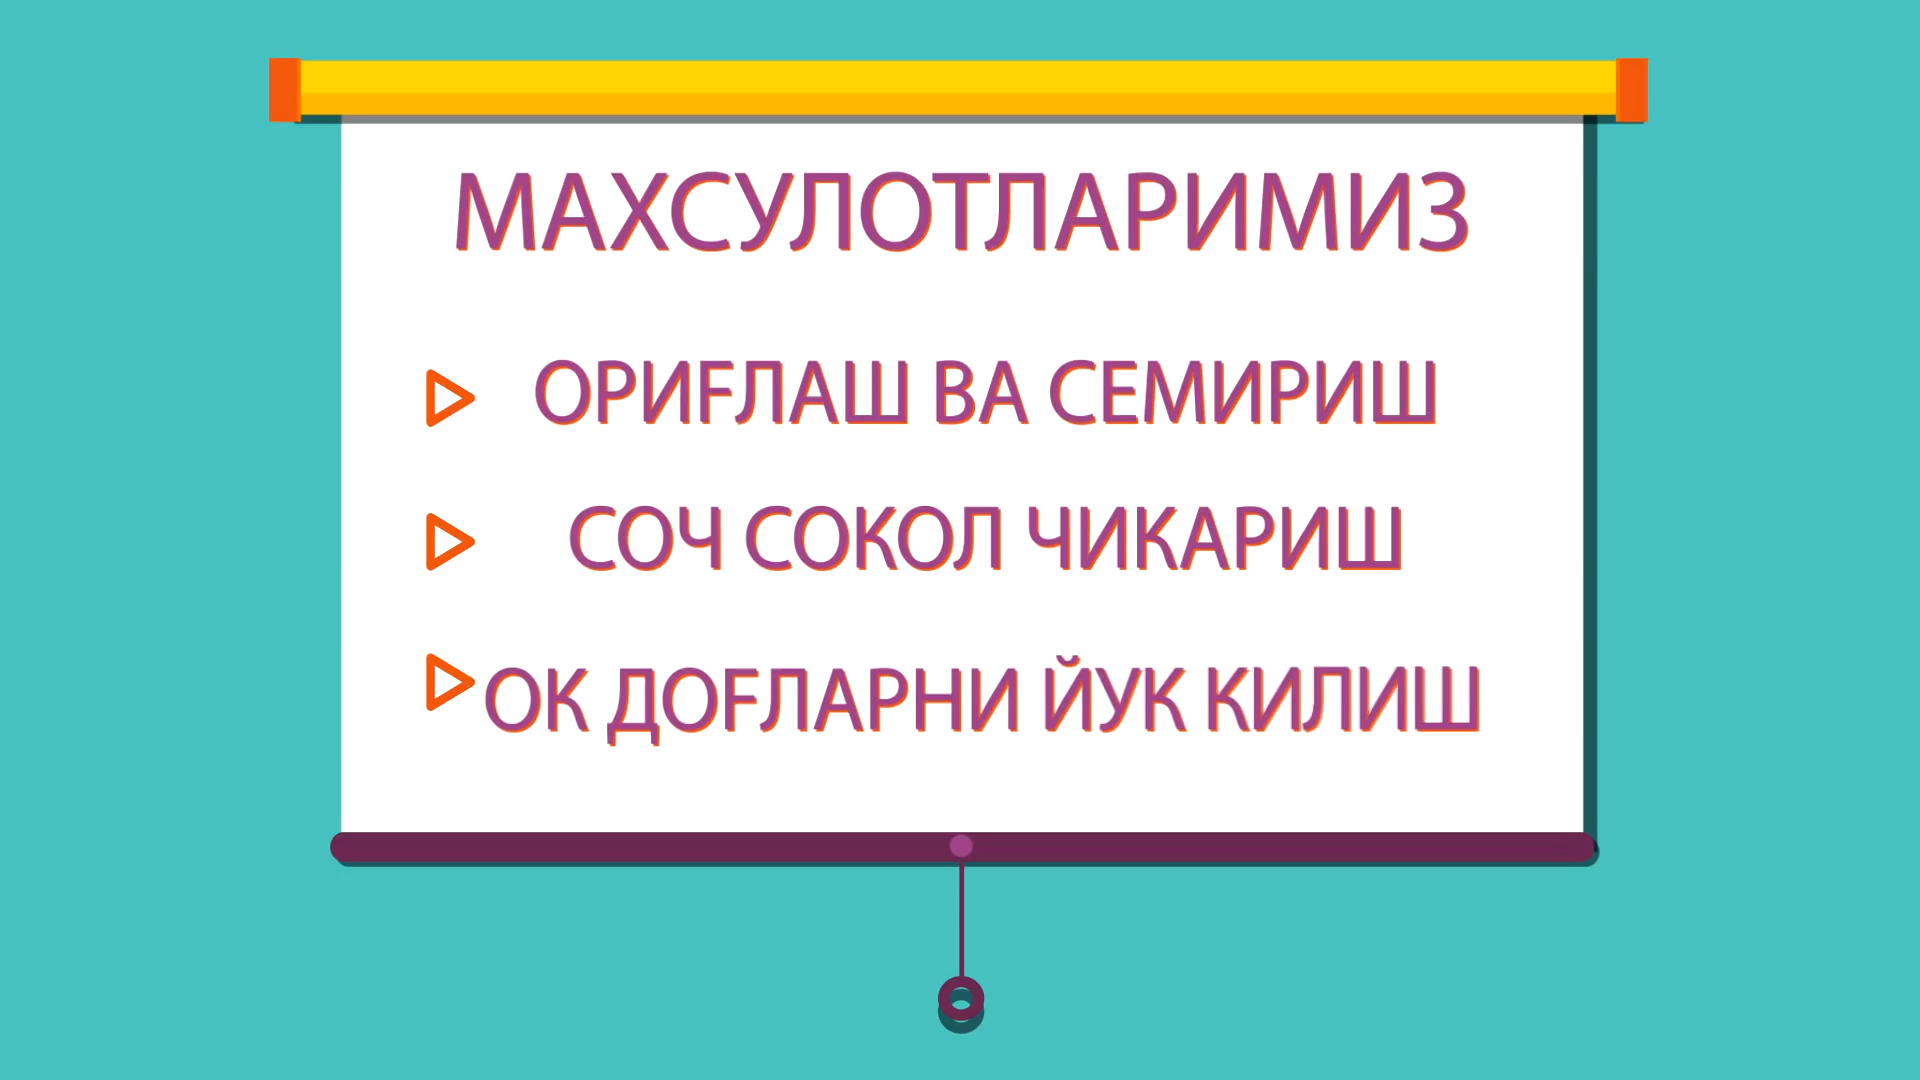 МАХСУЛОТЛАРИМИЗ
ОРИҒЛАШ ВА СЕМИРИШ
СОЧ СОКОЛ ЧИКАРИШ
ОК ДОҒЛАРНИ ЙУК КИЛИШ